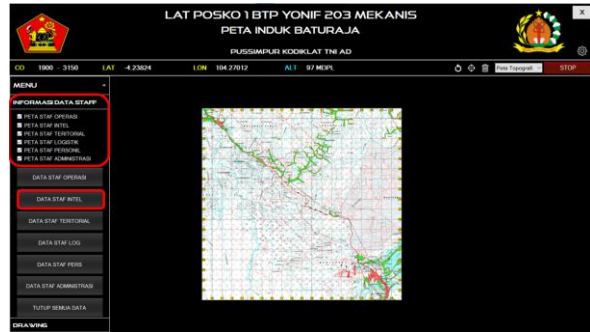 LAT POSKO 1 BTP YONIF 203 MEKANIS
PETA INDUK BATURAJA
PUSSIMPUR KODIKLAT TNI AD
X
CO 1900 - 3150 LAT -4.23824 LON 104.27012 ALT 97 MDPL Peta Topografi STOP
MENU
INFORMASI DATA STAFF
PETA STAF OPERASI
PETA STAF INTEL
PETA STAF TERITORIAL
PETA STAF LOGISTIK
PETA STAF PERSONIL
PETA STAF ADMINISTRASI
DATA STAF OPERASI
DATA STAF INTEL
DATA STAF TERITORIAL
DATA STAF LOG
DATA STAF PERS
DATA STAF ADMINISTRASI
TUTUP SEMUA DATA
DRAWING